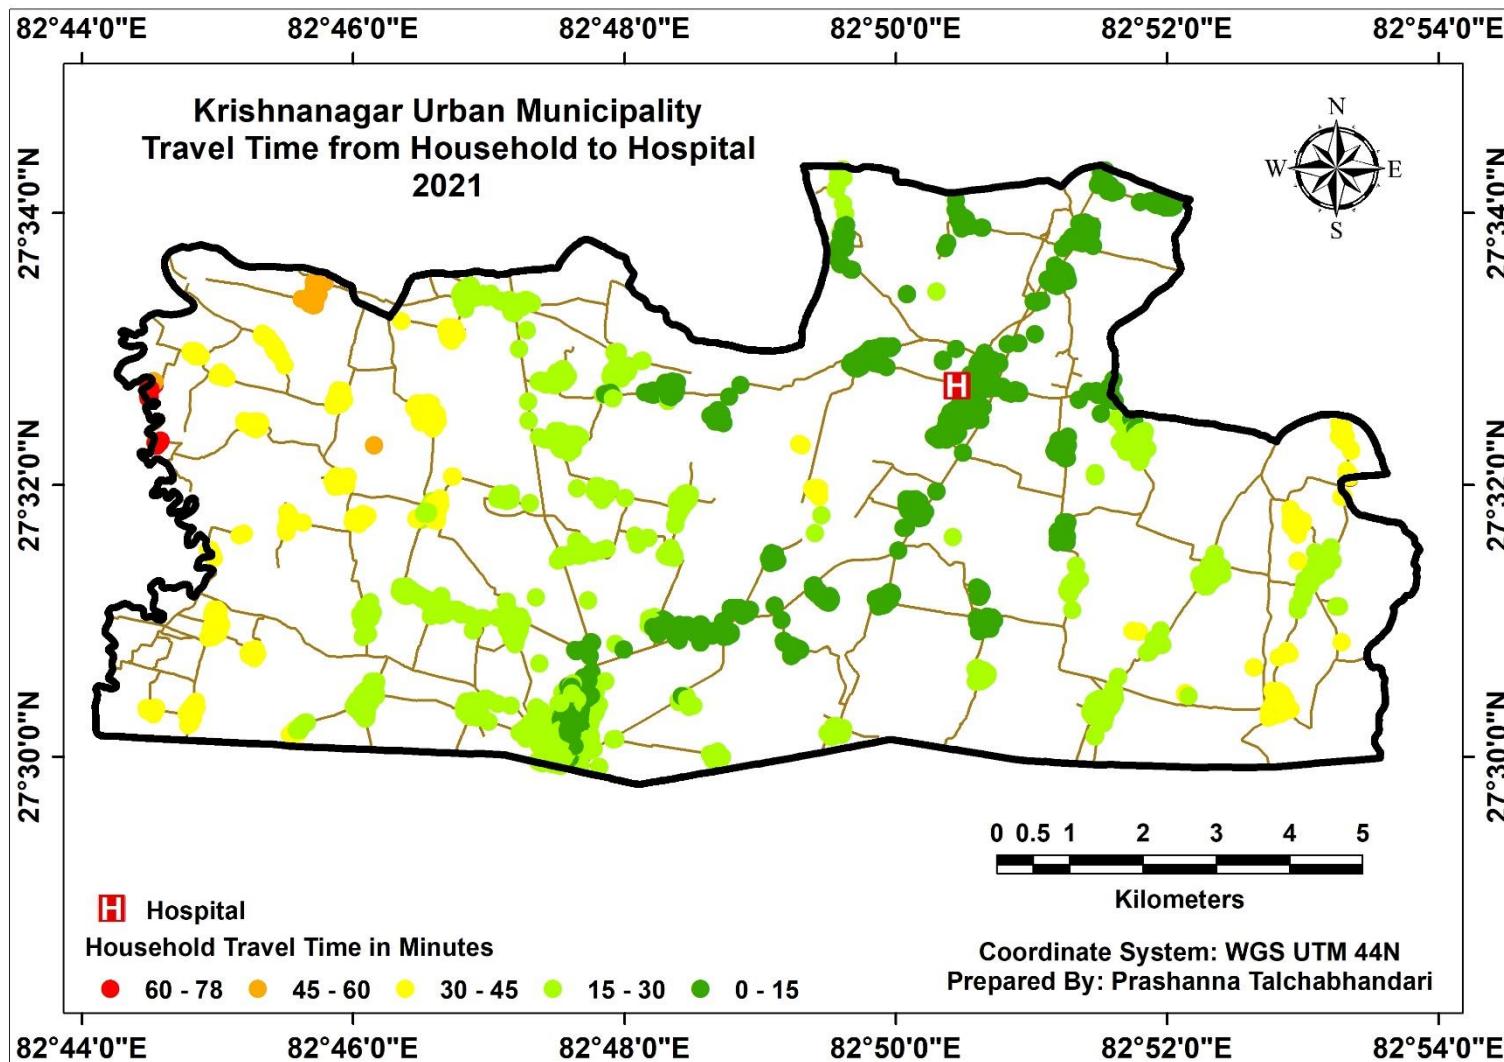 82°44'0"E 82°46'0"E 82°48'0"E 82°50'0"E 82°52'0"E 82°54'0"E
Krishnanagar Urban Municipality
Travel Time from Household to Hospital
2021
N
W E
S
27°34'0"N 27°34'0"N
H
27°32'0"N 27°32'0"N
27°30'0"N 27°30'0"N
0 0.5 1 2 3 4 5
Kilometers
H Hospital
Household Travel Time in Minutes
60 - 78 45 - 60 30 - 45 15 - 30 0 - 15
Coordinate System: WGS UTM 44N
Prepared By: Prashanna Talchabhandari
82°44'0"E 82°46'0"E 82°48'0"E 82°50'0"E 82°52'0"E 82°54'0"E